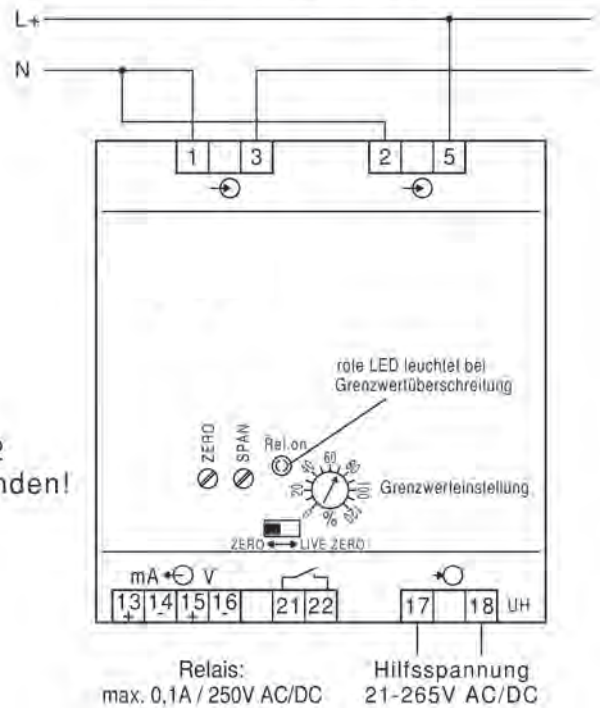 L+
N
1 3 2 5
rote LED leuchtet bei
Grenzwertüberschreitung
2
nden!
ZERO
SPAN
Rel.on
0 20 40 60 80 100 120
%
Grenzwerteinstellung
ZERO LIVE ZERO
mA V
13 14 15 16 21 22 17 18 UH
+ - + -
Relais:
max. 0,1A / 250V AC/DC
Hilfsspannung
21-265V AC/DC